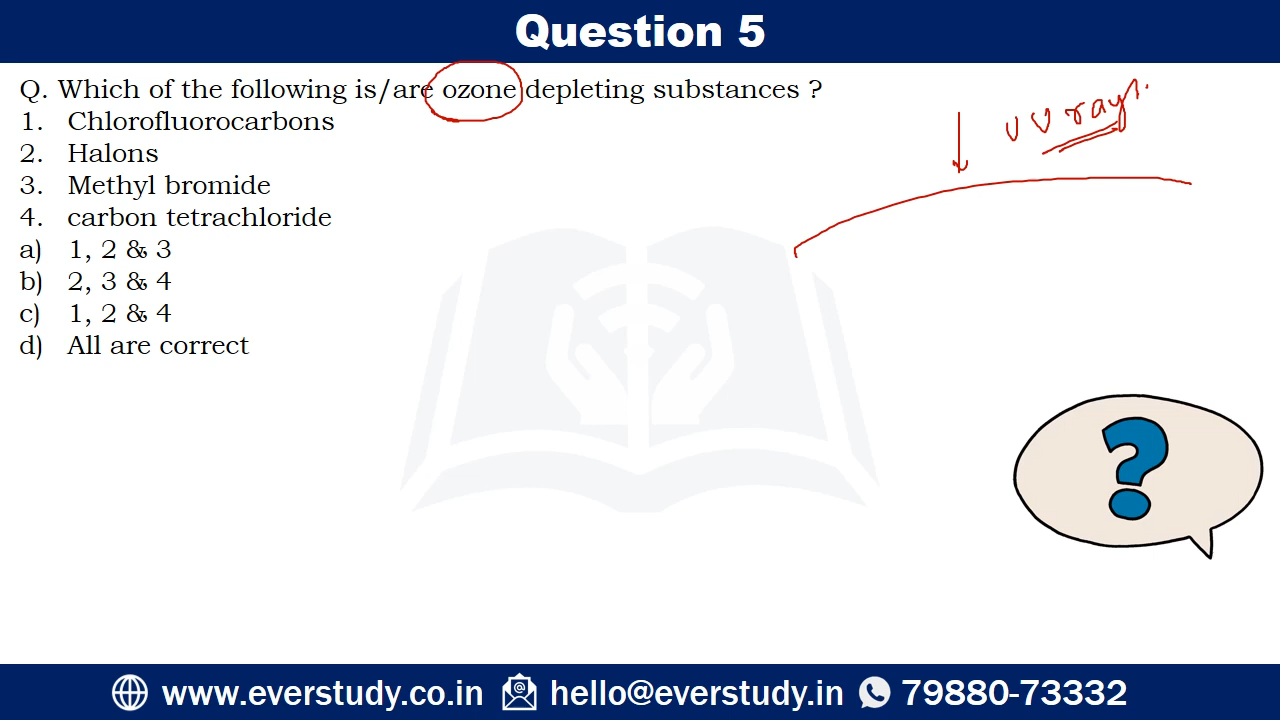 Question 5
Q. Which of the following is/are ozone depleting substances ?
UV rays.
1. Chlorofluorocarbons
2. Halons
3. Methyl bromide
4. carbon tetrachloride
a) 1, 2 & 3
b) 2, 3 & 4
c) 1, 2 & 4
d) All are correct
?
www.everstudy.co.in hello@everstudy.in 79880-73332